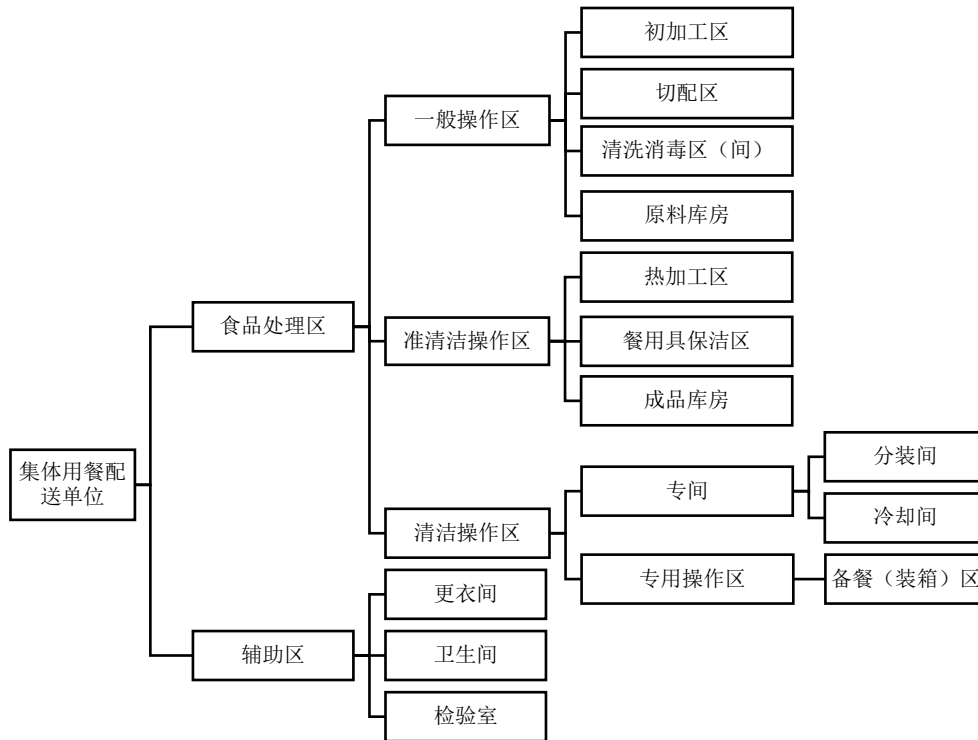 集体用餐配
送单位
食品处理区
一般操作区
初加工区
切配区
清洗消毒区（间）
原料库房
准清洁操作区
热加工区
餐用具保洁区
成品库房
清洁操作区
专间
分装间
冷却间
专用操作区
备餐（装箱）区
辅助区
更衣间
卫生间
检验室